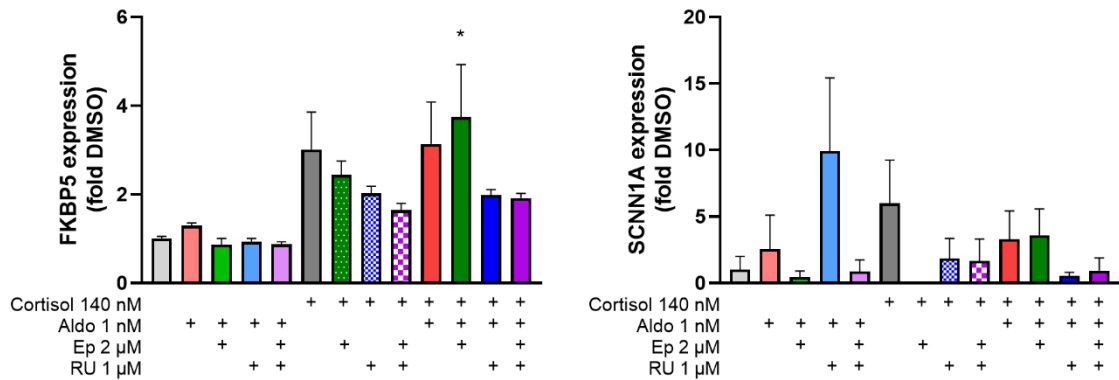 6
4
2
0
FKBP5 expression
(fold DMSO)
*
Cortisol 140 nM + + + + + + + +
Aldo 1 nM + + + + + + + +
Ep 2 µM + + + + + +
RU 1 µM + + + + + +
20
15
10
5
0
SCNN1A expression
(fold DMSO)
Cortisol 140 nM + + + + + + + +
Aldo 1 nM + + + + + + + +
Ep 2 µM + + + + + +
RU 1 µM + + + + + +